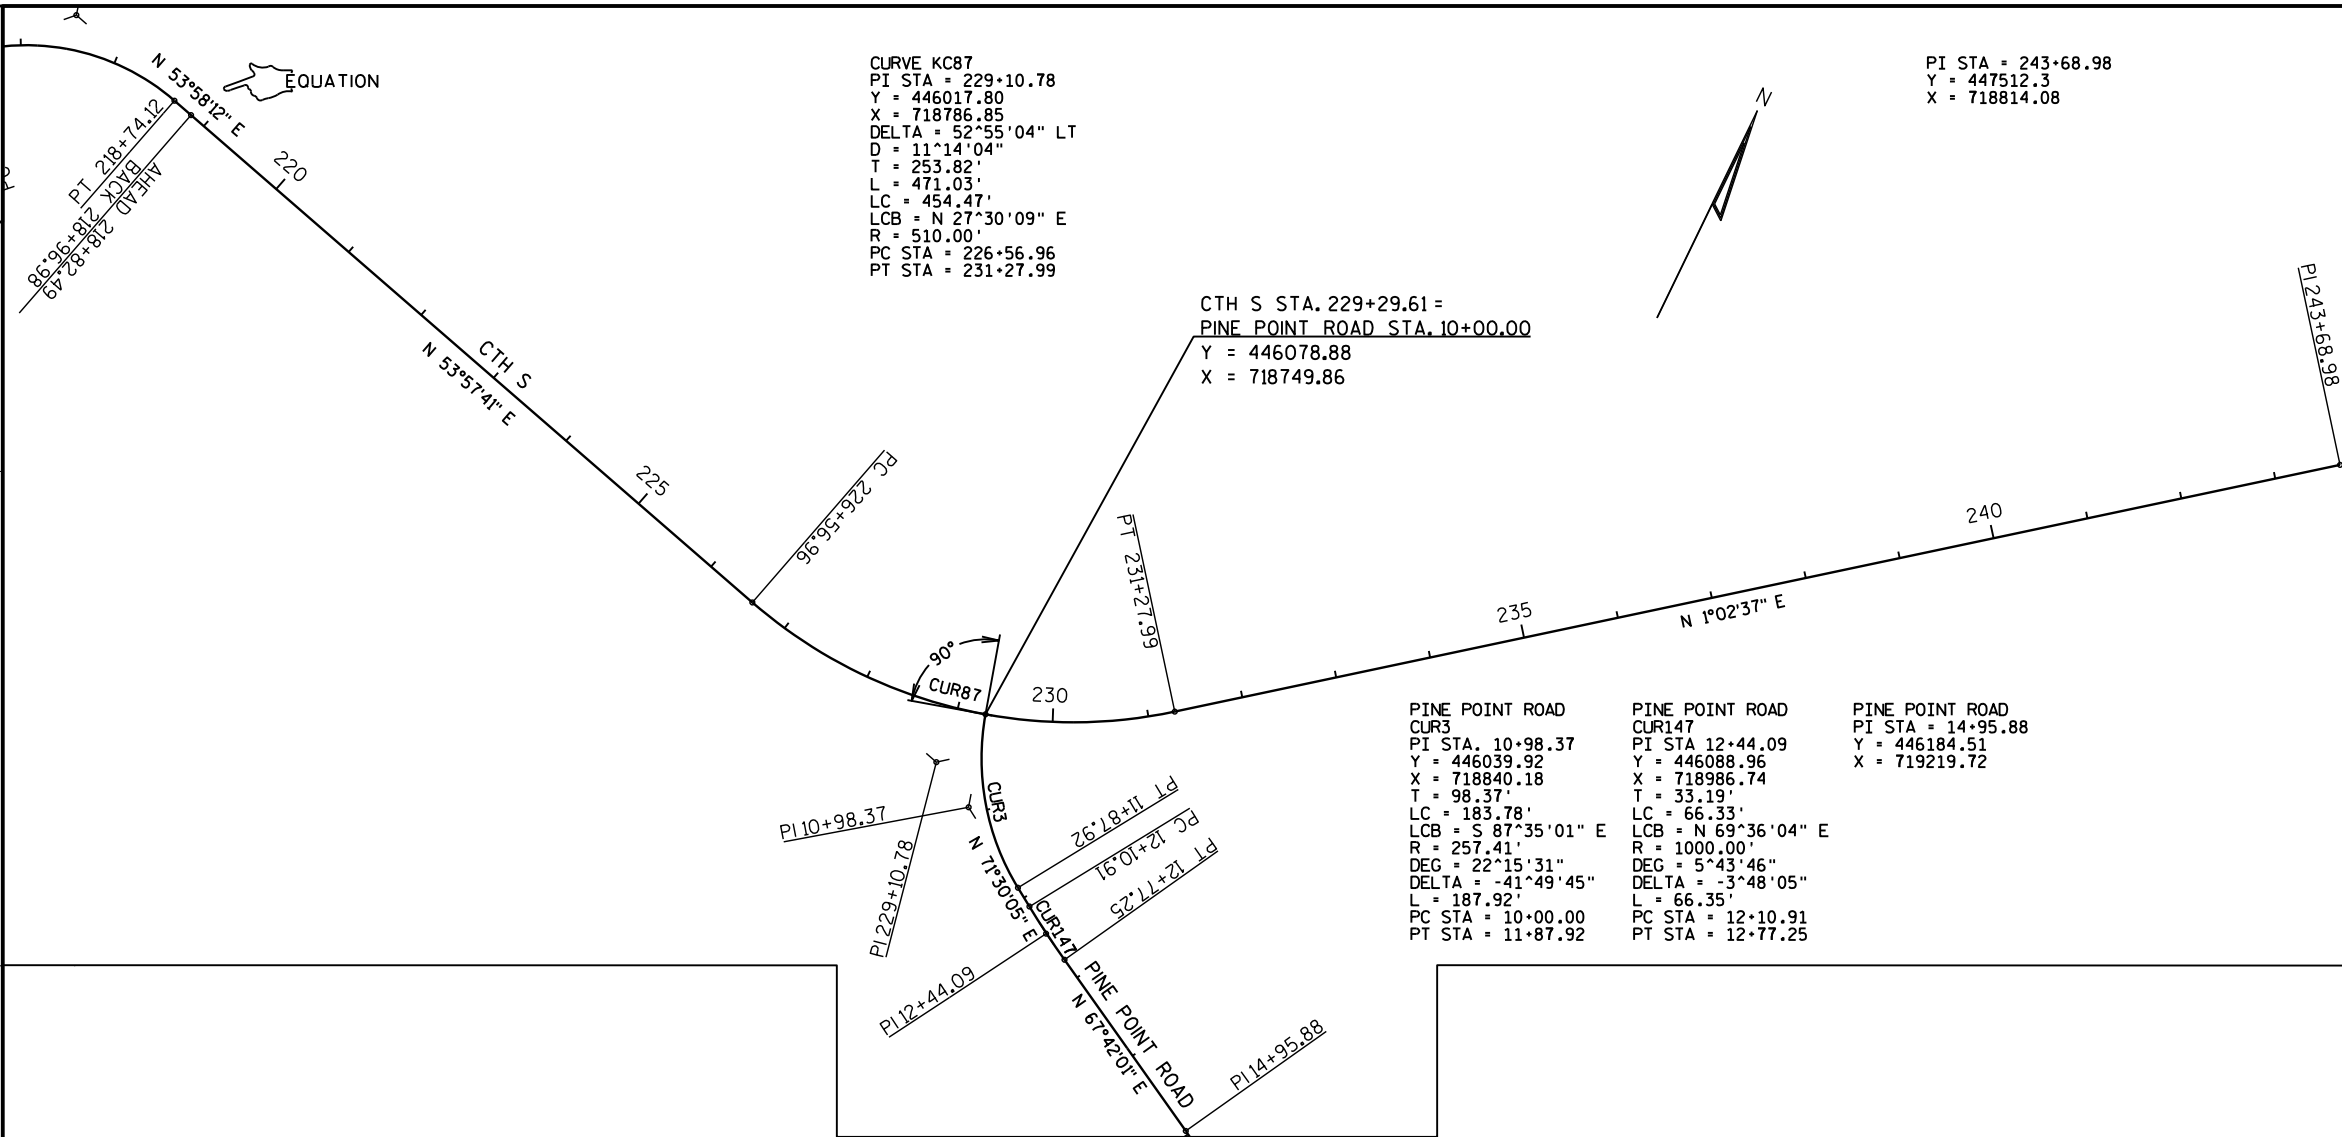 N 53°58'12" E
EQUATION
PT 218+74.12
BACK 218+96.98
AHEAD 218+82.49
220
CTH S
N 53°57'41" E
225
PC 226+56.96
CURVE KC87
PI STA = 229+10.78
Y = 446017.80
X = 718786.85
DELTA = 52^55'04" LT
D = 11^14'04"
T = 253.82'
L = 471.03'
LC = 454.47'
LCB = N 27^30'09" E
R = 510.00'
PC STA = 226+56.96
PT STA = 231+27.99
CTH S STA. 229+29.61 =
PINE POINT ROAD STA. 10+00.00
Y = 446078.88
X = 718749.86
N
PI STA = 243+68.98
Y = 447512.3
X = 718814.08
PI 243+68.98
PT 231+27.99
90°
CUR87
230
235
240
N 1°02'37" E
PI 10+98.37
PI 229+10.78
CUR3
N 71°30'05" E
PT 11+87.92
PC 12+10.91
PT 12+77.25
CUR147
PI 12+44.09
PINE POINT ROAD
N 67°42'01" E
PI 14+95.88
PINE POINT ROAD
CUR3
PI STA. 10+98.37
Y = 446039.92
X = 718840.18
T = 98.37'
LC = 183.78'
LCB = S 87^35'01" E
R = 257.41'
DEG = 22^15'31"
DELTA = -41^49'45"
L = 187.92'
PC STA = 10+00.00
PT STA = 11+87.92
PINE POINT ROAD
CUR147
PI STA 12+44.09
Y = 446088.96
X = 718986.74
T = 33.19'
LC = 66.33'
LCB = N 69^36'04" E
R = 1000.00'
DEG = 5^43'46"
DELTA = -3^48'05"
L = 66.35'
PC STA = 12+10.91
PT STA = 12+77.25
PINE POINT ROAD
PI STA = 14+95.88
Y = 446184.51
X = 719219.72